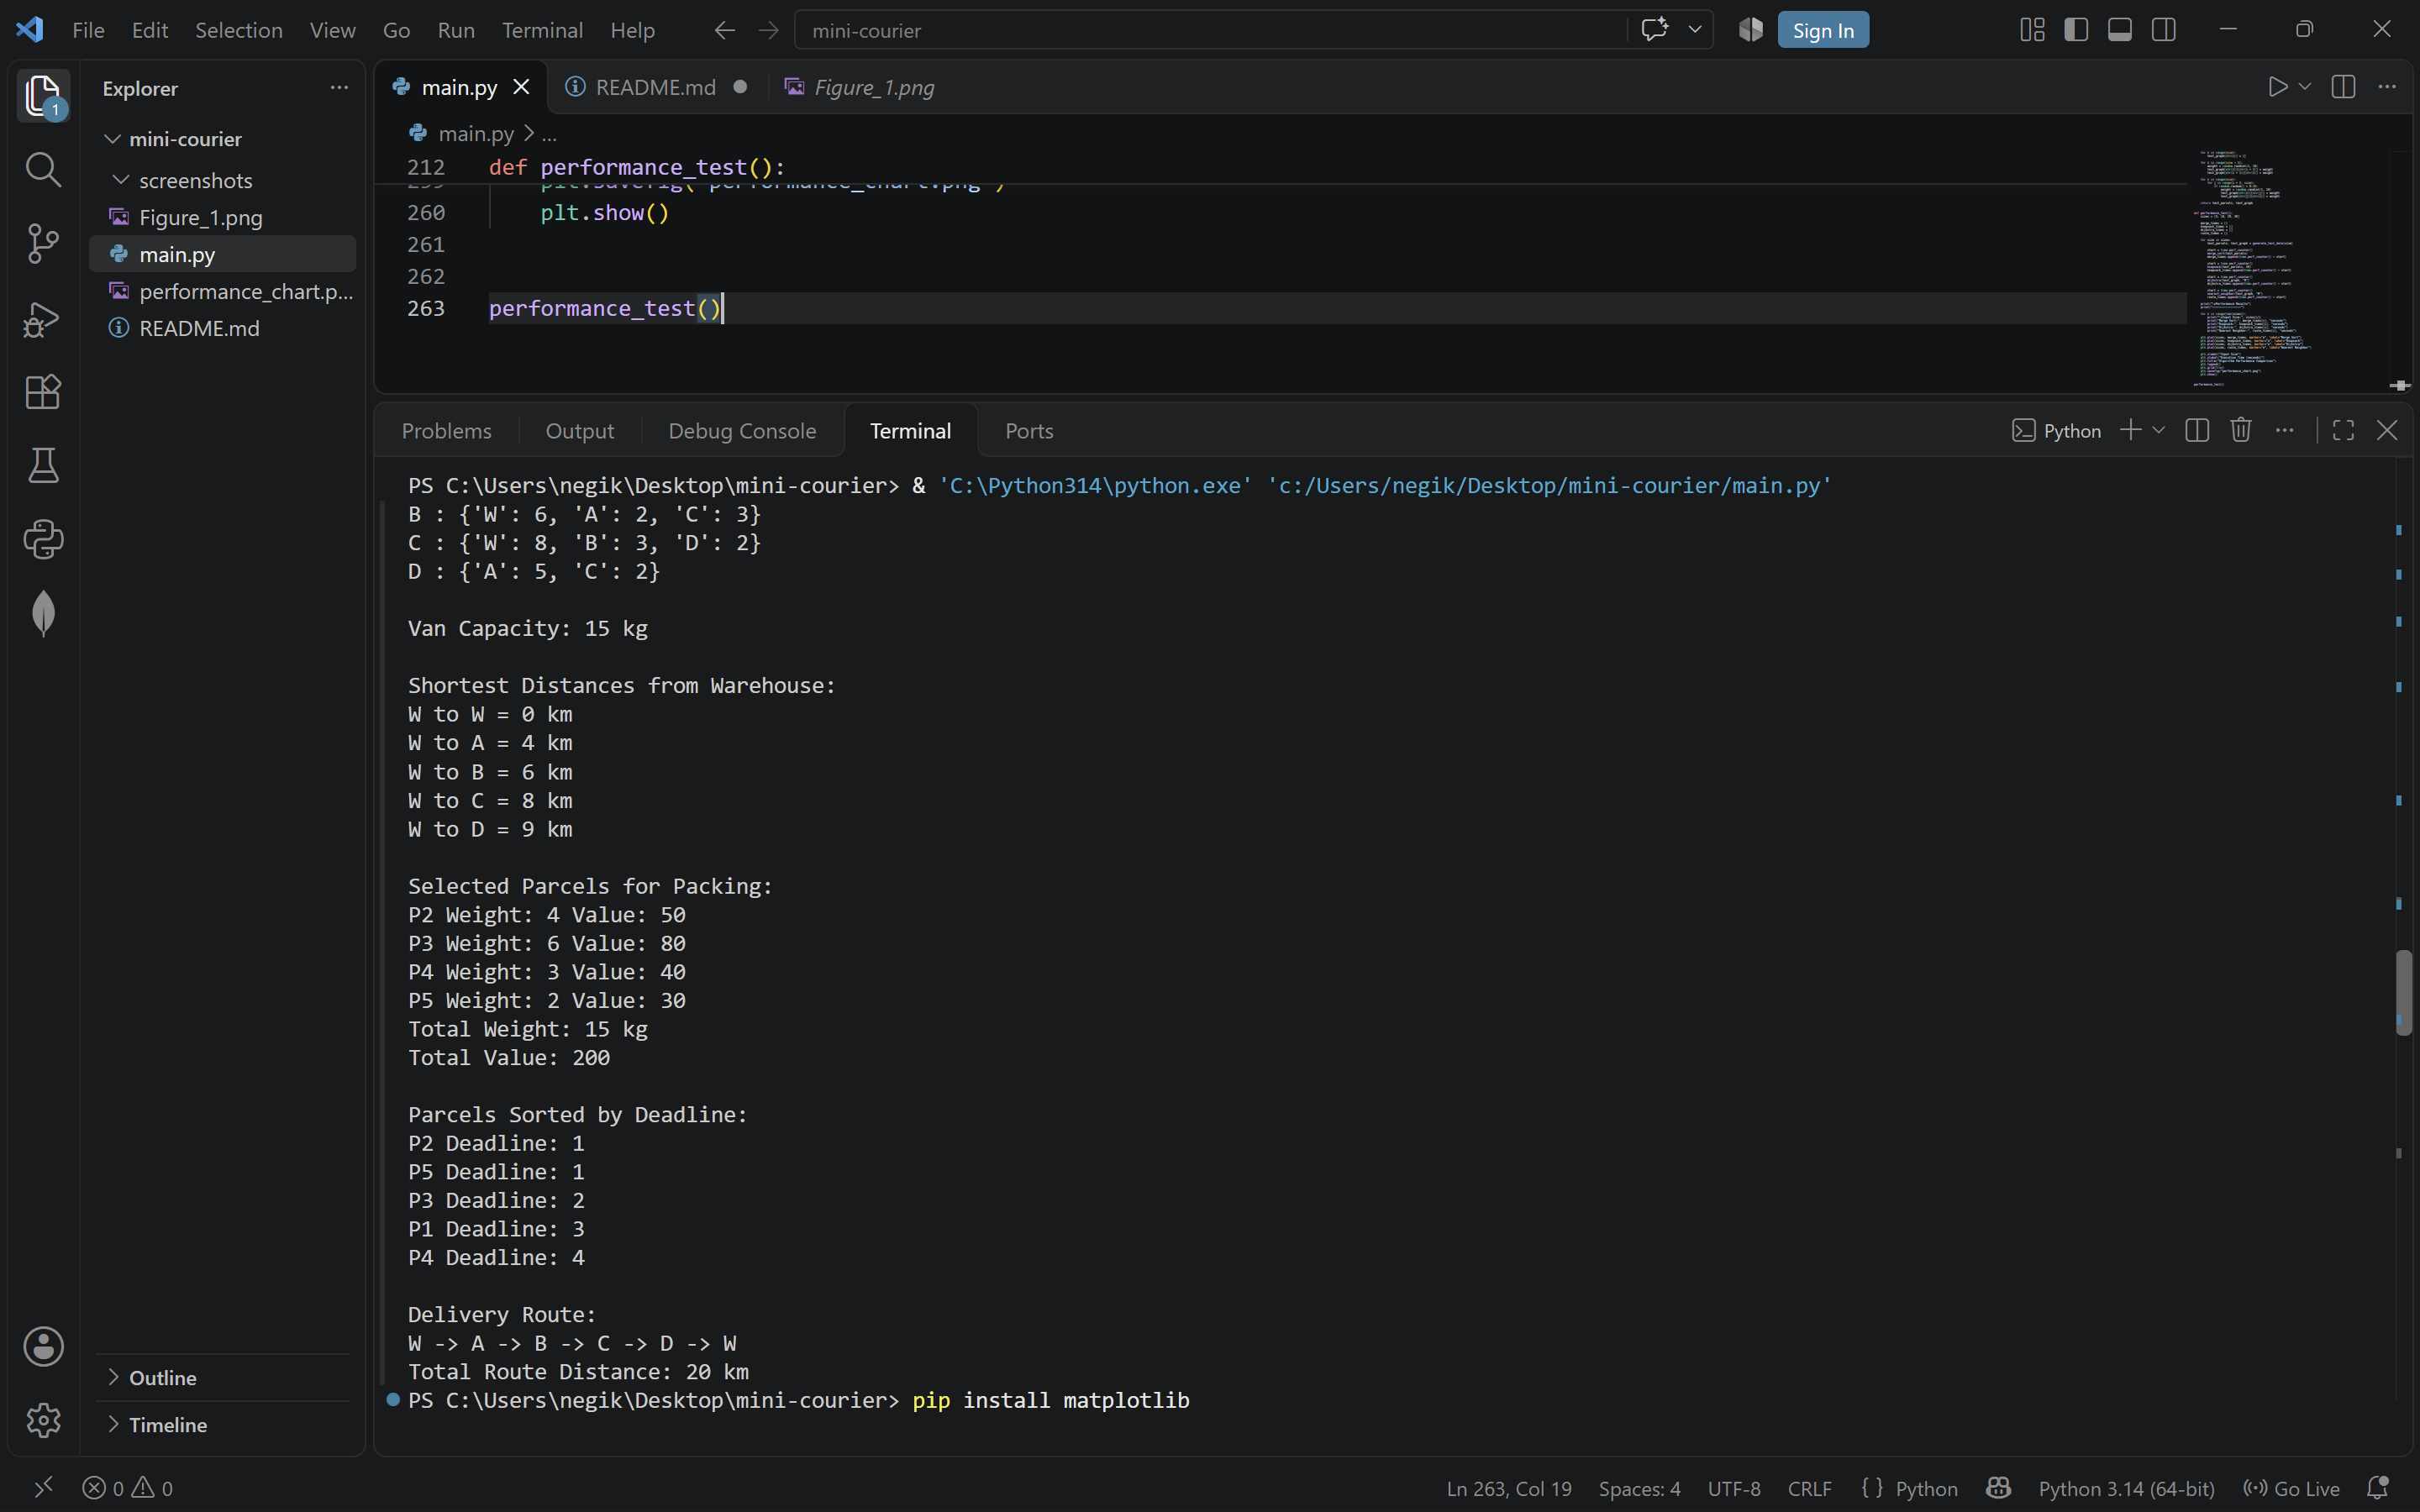 File Edit Selection View Go Run Terminal Help
mini-courier
Sign In
1
Explorer
mini-courier
screenshots
Figure_1.png
main.py
performance_chart.p...
README.md
Outline
Timeline
main.py
README.md
Figure_1.png
main.py > ...
212 def performance_test():
259 plt.savefig("performance_chart.png")
260 plt.show()
261
262
263 performance_test()
Problems Output Debug Console Terminal Ports
Python
PS C:\Users\negik\Desktop\mini-courier> & 'C:\Python314\python.exe' 'c:/Users/negik/Desktop/mini-courier/main.py'
B : {'W': 6, 'A': 2, 'C': 3}
C : {'W': 8, 'B': 3, 'D': 2}
D : {'A': 5, 'C': 2}
Van Capacity: 15 kg
Shortest Distances from Warehouse:
W to W = 0 km
W to A = 4 km
W to B = 6 km
W to C = 8 km
W to D = 9 km
Selected Parcels for Packing:
P2 Weight: 4 Value: 50
P3 Weight: 6 Value: 80
P4 Weight: 3 Value: 40
P5 Weight: 2 Value: 30
Total Weight: 15 kg
Total Value: 200
Parcels Sorted by Deadline:
P2 Deadline: 1
P5 Deadline: 1
P3 Deadline: 2
P1 Deadline: 3
P4 Deadline: 4
Delivery Route:
W -> A -> B -> C -> D -> W
Total Route Distance: 20 km
PS C:\Users\negik\Desktop\mini-courier> pip install matplotlib
0 0
Ln 263, Col 19 Spaces: 4 UTF-8 CRLF {} Python Python 3.14 (64-bit) Go Live